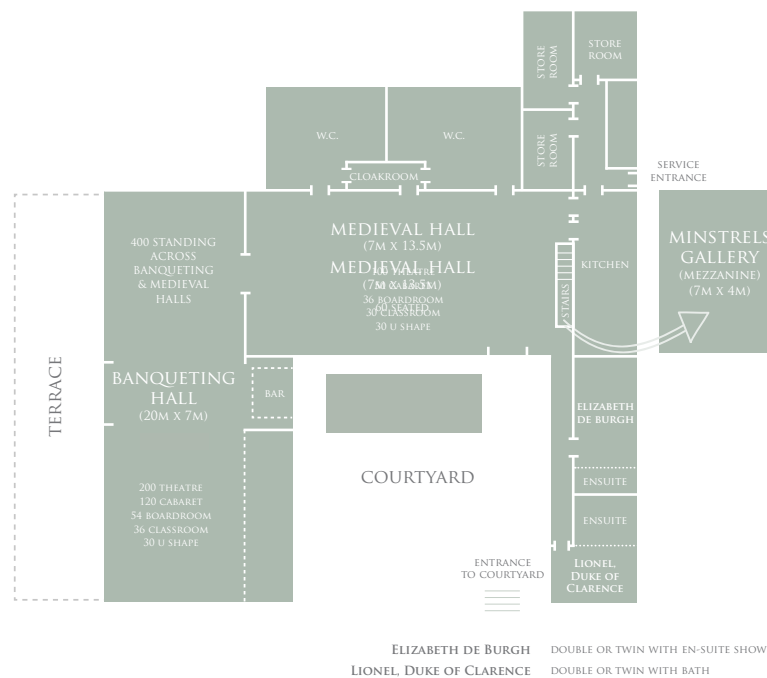 STORE
ROOM
STORE
ROOM
W.C.
W.C.
STORE
ROOM
CLOAKROOM
SERVICE
ENTRANCE
400 STANDING
ACROSS
BANQUETING
& MEDIEVAL
HALLS
MEDIEVAL HALL
(7M X 13.5M)
MEDIEVAL HALL
(7M X 13.5M)
36 BOARDROOM
60 SEATED
30 CLASSROOM
30 U SHAPE
STAIRS
KITCHEN
MINSTRELS
GALLERY
(MEZZANINE)
(7M X 4M)
TERRACE
BANQUETING
HALL
(20M X 7M)
BAR
ELIZABETH
DE BURGH
COURTYARD
ENSUITE
200 THEATRE
120 CABARET
54 BOARDROOM
36 CLASSROOM
30 U SHAPE
ENSUITE
ENTRANCE
TO COURTYARD
LIONEL,
DUKE OF
CLARENCE
ELIZABETH DE BURGH DOUBLE OR TWIN WITH EN-SUITE SHOW
LIONEL, DUKE OF CLARENCE DOUBLE OR TWIN WITH BATH